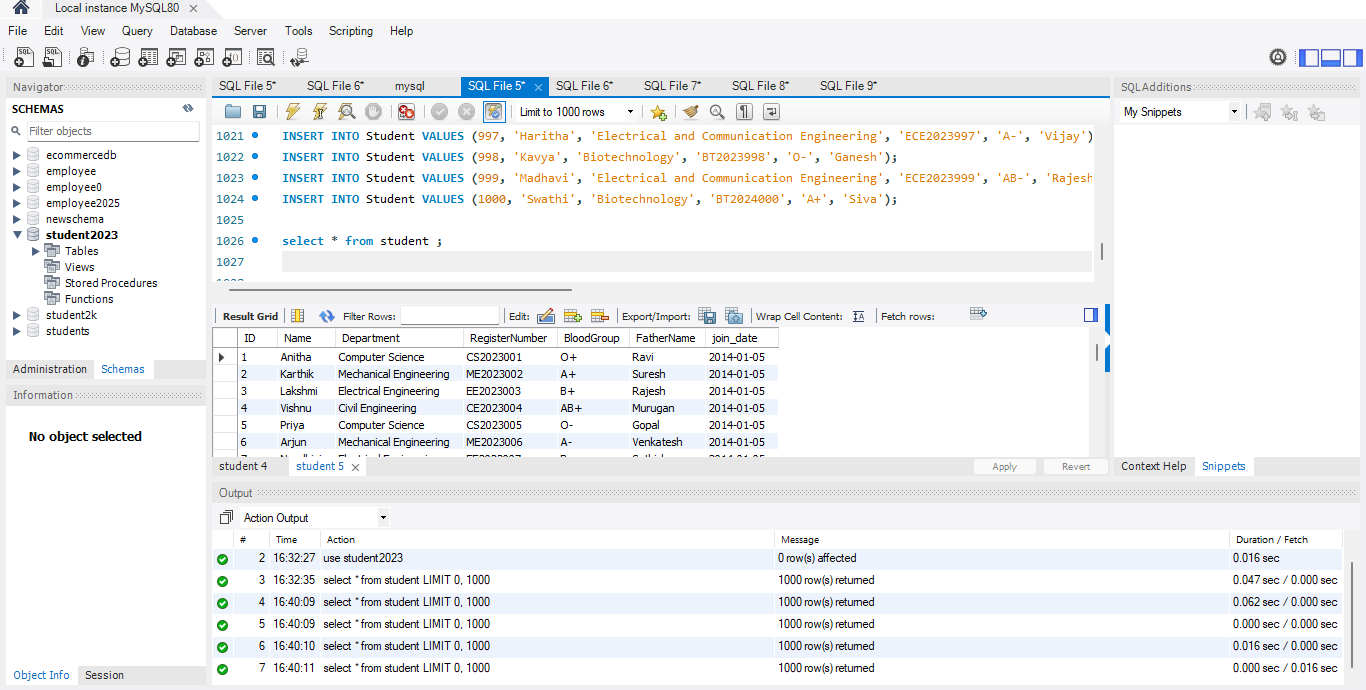 Local instance MySQL80
File Edit View Query Database Server Tools Scripting Help
Navigator
SCHEMAS
Filter objects
ecommercedb
employee
employee0
employee2025
newschema
student2023
Tables
Views
Stored Procedures
Functions
student2k
students
Administration Schemas
Information
No object selected
Object Info Session
SQL File 5* SQL File 6* mysql SQL File 5* SQL File 6* SQL File 7* SQL File 8* SQL File 9*
Limit to 1000 rows
1021 INSERT INTO Student VALUES (997, 'Haritha', 'Electrical and Communication Engineering', 'ECE2023997', 'A-', 'Vijay')
1022 INSERT INTO Student VALUES (998, 'Kavya', 'Biotechnology', 'BT2023998', 'O-', 'Ganesh');
1023 INSERT INTO Student VALUES (999, 'Madhavi', 'Electrical and Communication Engineering', 'ECE2023999', 'AB-', 'Rajesh
1024 INSERT INTO Student VALUES (1000, 'Swathi', 'Biotechnology', 'BT2024000', 'A+', 'Siva');
1025
1026 select * from student ;
1027
Result Grid Filter Rows: Edit: Export/Import: Wrap Cell Content: Fetch rows:
ID Name Department RegisterNumber BloodGroup FatherName join_date
1 Anitha Computer Science CS2023001 O+ Ravi 2014-01-05
2 Karthik Mechanical Engineering ME2023002 A+ Suresh 2014-01-05
3 Lakshmi Electrical Engineering EE2023003 B+ Rajesh 2014-01-05
4 Vishnu Civil Engineering CE2023004 AB+ Murugan 2014-01-05
5 Priya Computer Science CS2023005 O- Gopal 2014-01-05
6 Arjun Mechanical Engineering ME2023006 A- Venkatesh 2014-01-05
student 4 student 5 Apply Revert
SQLAdditions
My Snippets
Context Help Snippets
Output
Action Output
# Time Action Message Duration / Fetch
2 16:32:27 use student2023 0 row(s) affected 0.016 sec
3 16:32:35 select * from student LIMIT 0, 1000 1000 row(s) returned 0.047 sec / 0.000 sec
4 16:40:09 select * from student LIMIT 0, 1000 1000 row(s) returned 0.062 sec / 0.000 sec
5 16:40:09 select * from student LIMIT 0, 1000 1000 row(s) returned 0.000 sec / 0.000 sec
6 16:40:10 select * from student LIMIT 0, 1000 1000 row(s) returned 0.016 sec / 0.000 sec
7 16:40:11 select * from student LIMIT 0, 1000 1000 row(s) returned 0.000 sec / 0.016 sec